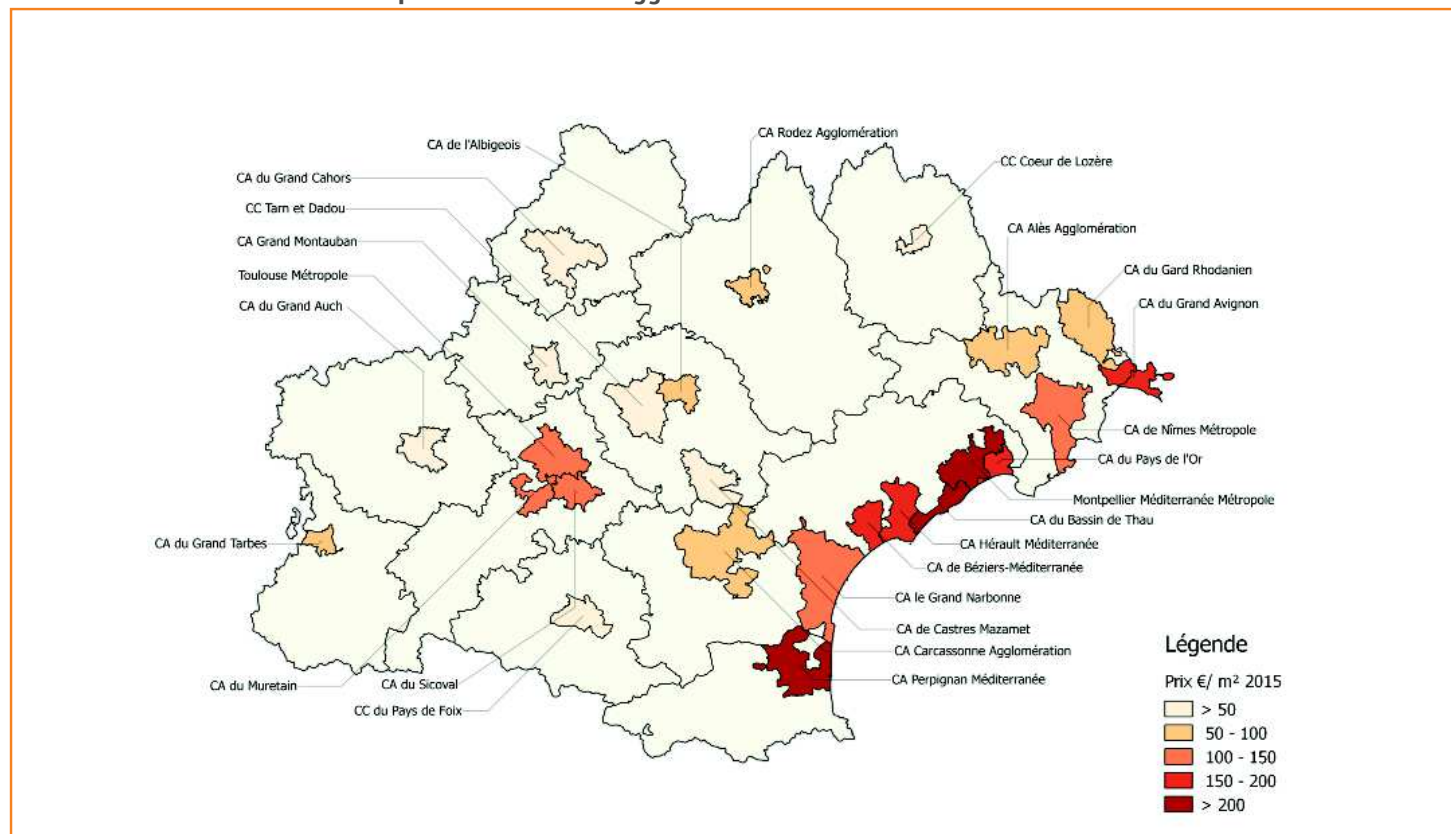 CA Rodez Agglomération
CA de l'Albigeois
CC Coeur de Lozère
CA du Grand Cahors
CC Tarn et Dadou
CA Alès Agglomération
CA Grand Montauban
CA du Gard Rhodanien
Toulouse Métropole
CA du Grand Avignon
CA du Grand Auch
CA de Nîmes Métropole
CA du Pays de l'Or
Montpellier Méditerranée Métropole
CA du Bassin de Thau
CA du Grand Tarbes
CA Hérault Méditerranée
CA de Béziers-Méditerranée
CA le Grand Narbonne
CA de Castres Mazamet
CA Carcassonne Agglomération
CA Perpignan Méditerranée
CA du Muretain
CA du Sicoval
CC du Pays de Foix
Légende
Prix €/ m² 2015
> 50
50 - 100
100 - 150
150 - 200
> 200